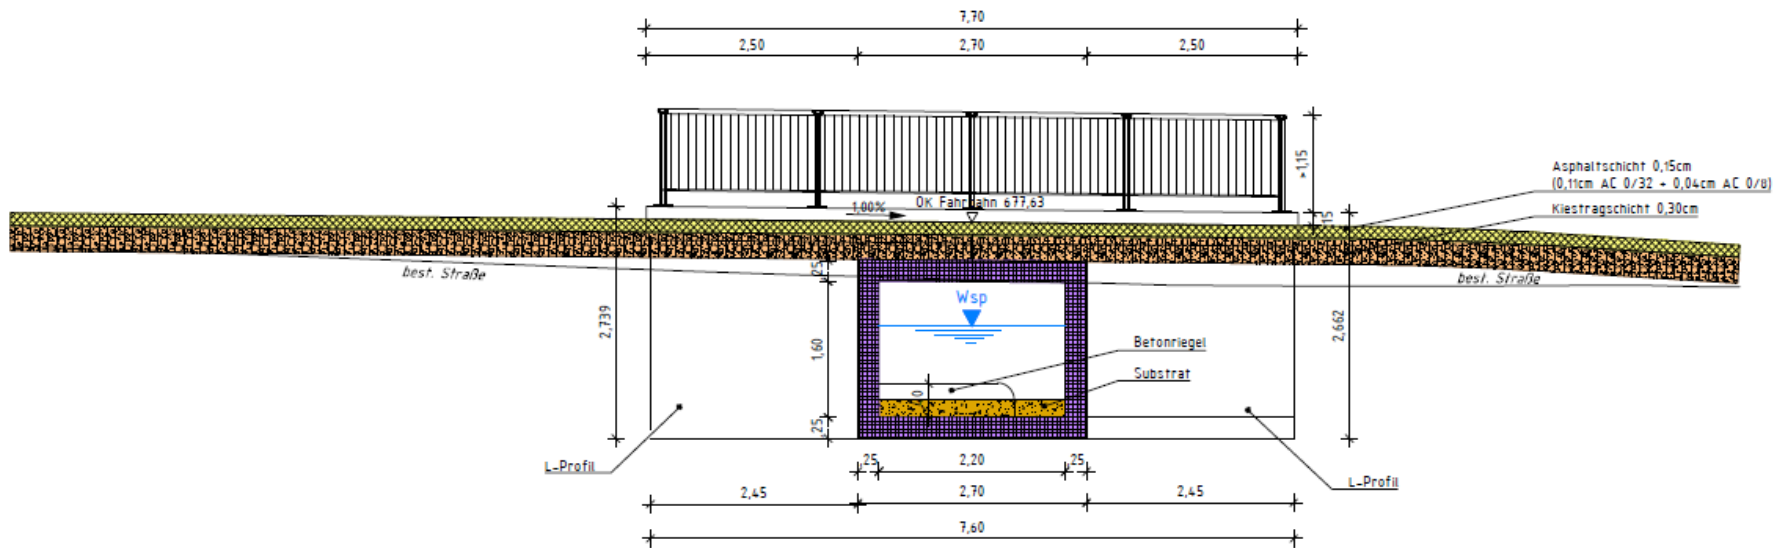 7,70
2,50
2,70
2,50
>1,15
Asphaltschicht 0,15cm
(0,11cm AC 0/32 + 0,04cm AC 0/8)
Kiestragschicht 0,30cm
OK Fahrbahn 677,63
1,00%
15
best. Straße
best. Straße
25
Wsp
2,739
1,60
2,662
Betonriegel
Substrat
25
L-Profil
25
2,20
25
L-Profil
2,45
2,70
2,45
7,60